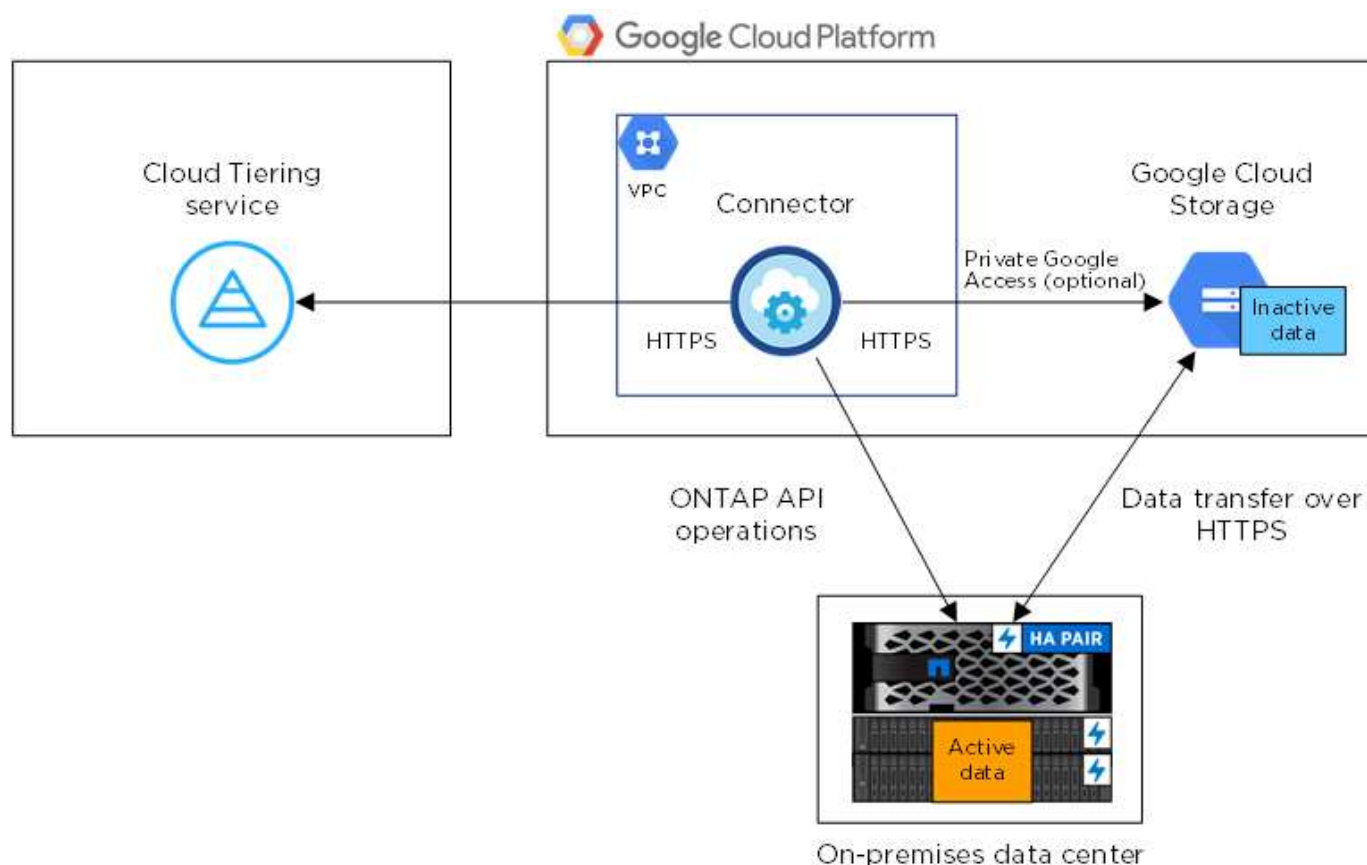 Google Cloud Platform
Cloud Tiering
service
VPC
Connector
HTTPS
HTTPS
Private Google
Access (optional)
Google Cloud
Storage
Inactive
data
ONTAP API
operations
Data transfer over
HTTPS
HA PAIR
Active
data
On-premises data center